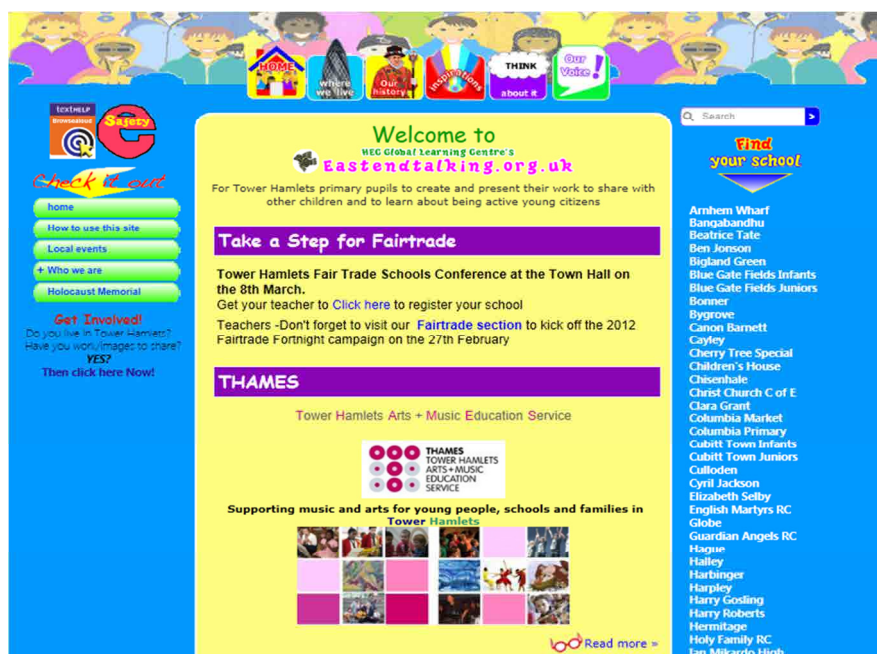 HOME
where we live
Our history
Inspirations
THINK
about it
Our Voice!
textHELP
Browsealoud
e
Safety
Check it out
home
How to use this site
Local events
+ Who we are
Holocaust Memorial
Get Involved!
Do you live in Tower Hamlets?
Have you work/images to share?
YES?
Then click here Now!
Welcome to
HEC Global Learning Centre's
Eastendtalking.org.uk
For Tower Hamlets primary pupils to create and present their work to share with
other children and to learn about being active young citizens
Take a Step for Fairtrade
Tower Hamlets Fair Trade Schools Conference at the Town Hall on
the 8th March.
Get your teacher to Click here to register your school
Teachers -Don't forget to visit our Fairtrade section to kick off the 2012
Fairtrade Fortnight campaign on the 27th February
THAMES
Tower Hamlets Arts + Music Education Service
THAMES
TOWER HAMLETS
ARTS+MUSIC
EDUCATION
SERVICE
Supporting music and arts for young people, schools and families in
Tower Hamlets
Read more »
Search
>
Find
your school
Arnhem Wharf
Bangabandhu
Beatrice Tate
Ben Jonson
Bigland Green
Blue Gate Fields Infants
Blue Gate Fields Juniors
Bonner
Bygrove
Canon Barnett
Cayley
Cherry Tree Special
Children's House
Chisenhale
Christ Church C of E
Clara Grant
Columbia Market
Columbia Primary
Cubitt Town Infants
Cubitt Town Juniors
Culloden
Cyril Jackson
Elizabeth Selby
English Martyrs RC
Globe
Guardian Angels RC
Hague
Halley
Harbinger
Harpley
Harry Gosling
Harry Roberts
Hermitage
Holy Family RC
Ian Mikardo High